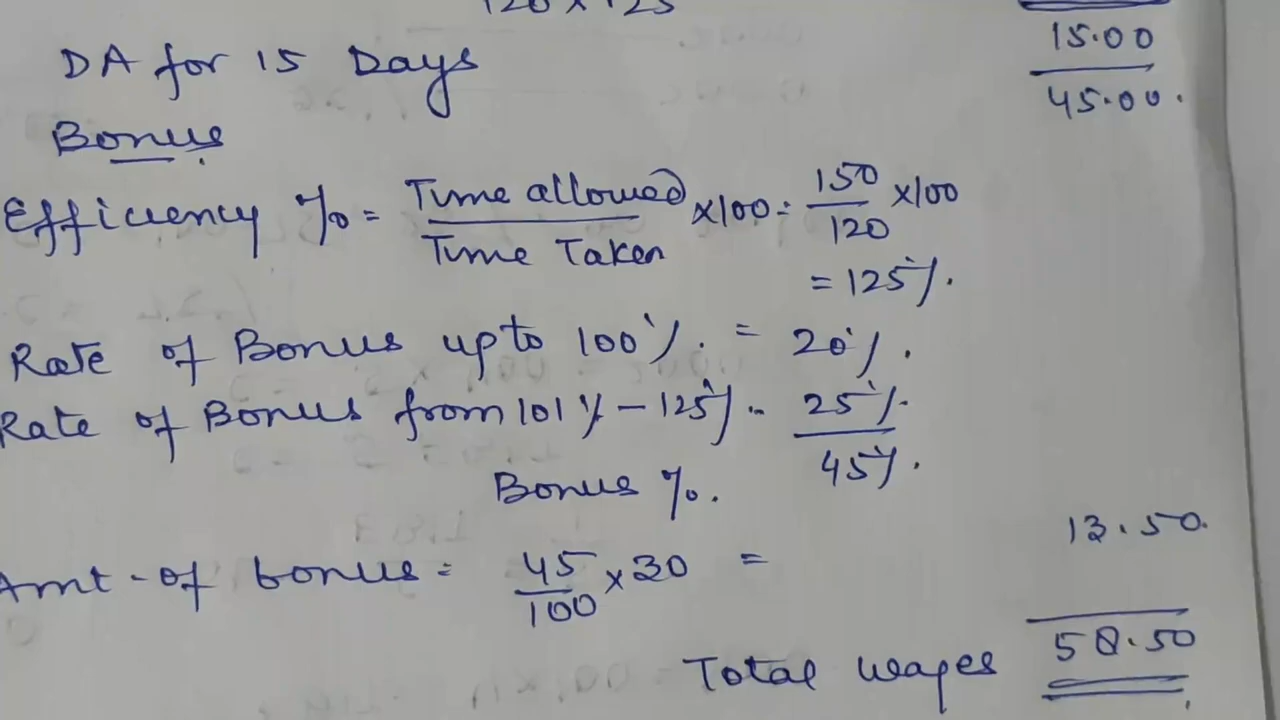 120 x 125
DA for 15 Days 15.00
45.00.
Bonus
Efficiency % = Time allowed / Time Taken x100 = 150 / 120 x100
= 125%.
Rate of Bonus upto 100%. = 20%.
Rate of Bonus from 101% - 125%.. 25%.
Bonus %. 45%.
Amt. of bonus = 45 / 100 x 30 = 13.50.
Total wages 58.50